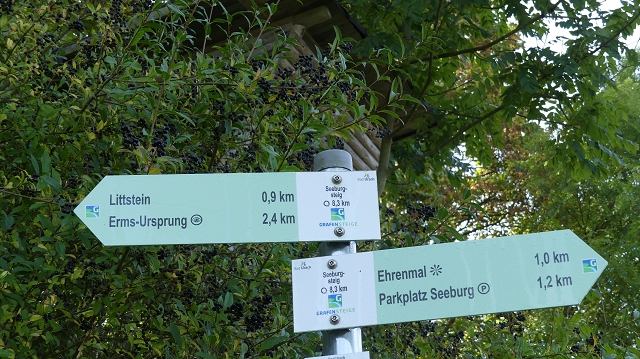 Littstein 0,9 km
Erms-Ursprung 2,4 km
Seeburg-
steig
8,3 km
GRAFENSTEIGE
Ehrenmal 1,0 km
Parkplatz Seeburg P 1,2 km
Seeburg-
steig
8,3 km
GRAFENSTEIGE